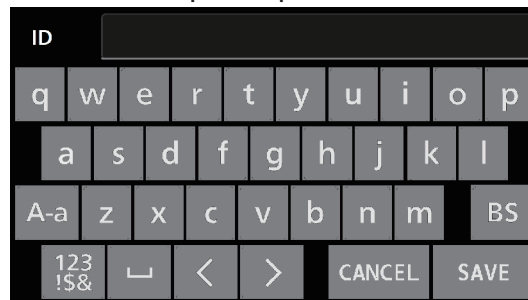 ID
q w e r t y u i o p
a s d f g h j k l
A-a z x c v b n m BS
123
!$& ⎵ < > CANCEL SAVE